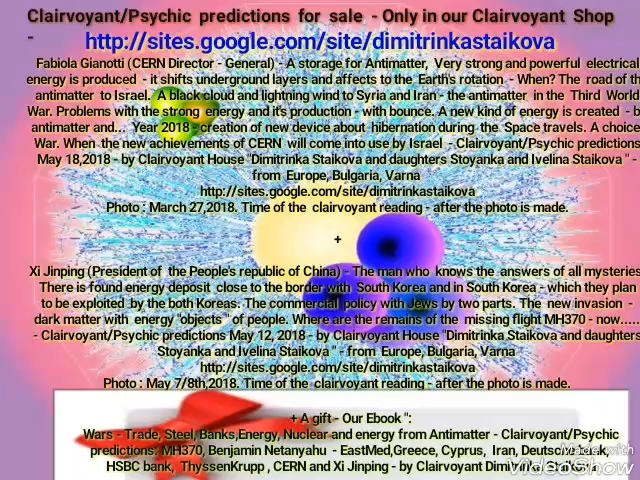 Clairvoyant/Psychic predictions for sale - Only in our Clairvoyant Shop
-
http://sites.google.com/site/dimitrinkastaikova
Fabiola Gianotti (CERN Director - General) - A storage for Antimatter, Very strong and powerful electrical
energy is produced - it shifts underground layers and affects to the Earth's rotation - When? The road of th
antimatter to Israel. A black cloud and lightning wind to Syria and Iran - the antimatter in the Third World
War. Problems with the strong energy and it's production - with bounce. A new kind of energy is created - b
antimatter and... Year 2018 - creation of new device about hibernation during the Space travels. A choice
War. When the new achievements of CERN will come into use by Israel - Clairvoyant/Psychic predictions
May 18,2018 - by Clairvoyant House "Dimitrinka Staikova and daughters Stoyanka and Ivelina Staikova " -
from Europe, Bulgaria, Varna
http://sites.google.com/site/dimitrinkastaikova
Photo : March 27,2018. Time of the clairvoyant reading - after the photo is made.
+
Xi Jinping (President of the People's republic of China) - The man who knows the answers of all mysteries
There is found energy deposit close to the border with South Korea and in South Korea - which they plan
to be exploited by the both Koreas. The commercial policy with Jews by two parts. The new invasion -
dark matter with energy "objects " of people. Where are the remains of the missing flight MH370 - now.....
- Clairvoyant/Psychic predictions May 12, 2018 - by Clairvoyant House "Dimitrinka Staikova and daughters
Stoyanka and Ivelina Staikova " - from Europe, Bulgaria, Varna
http://sites.google.com/site/dimitrinkastaikova
Photo : May 7/8th,2018. Time of the clairvoyant reading - after the photo is made.
+ A gift - Our Ebook ":
Wars - Trade, Steel, Banks,Energy, Nuclear and energy from Antimatter - Clairvoyant/Psychic
predictions: MH370, Benjamin Netanyahu - EastMed,Greece, Cyprus, Iran, Deutsche Bank,
HSBC bank, ThyssenKrupp , CERN and Xi Jinping - by Clairvoyant Dimitrinka Staikova
Made with
VideoShow